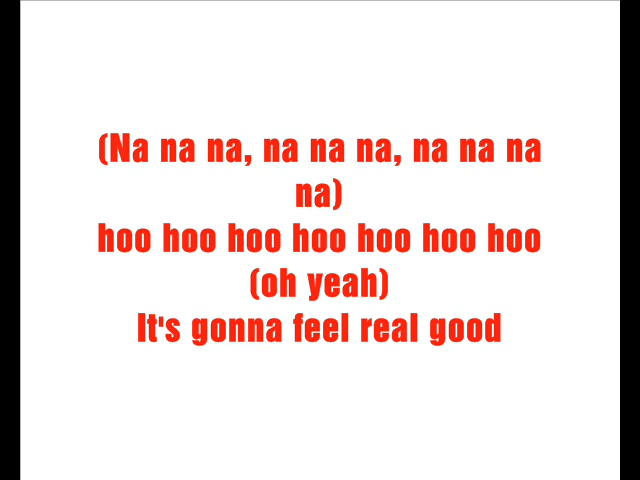 (Na na na, na na na, na na na
na)
hoo hoo hoo hoo hoo hoo hoo
(oh yeah)
It's gonna feel real good